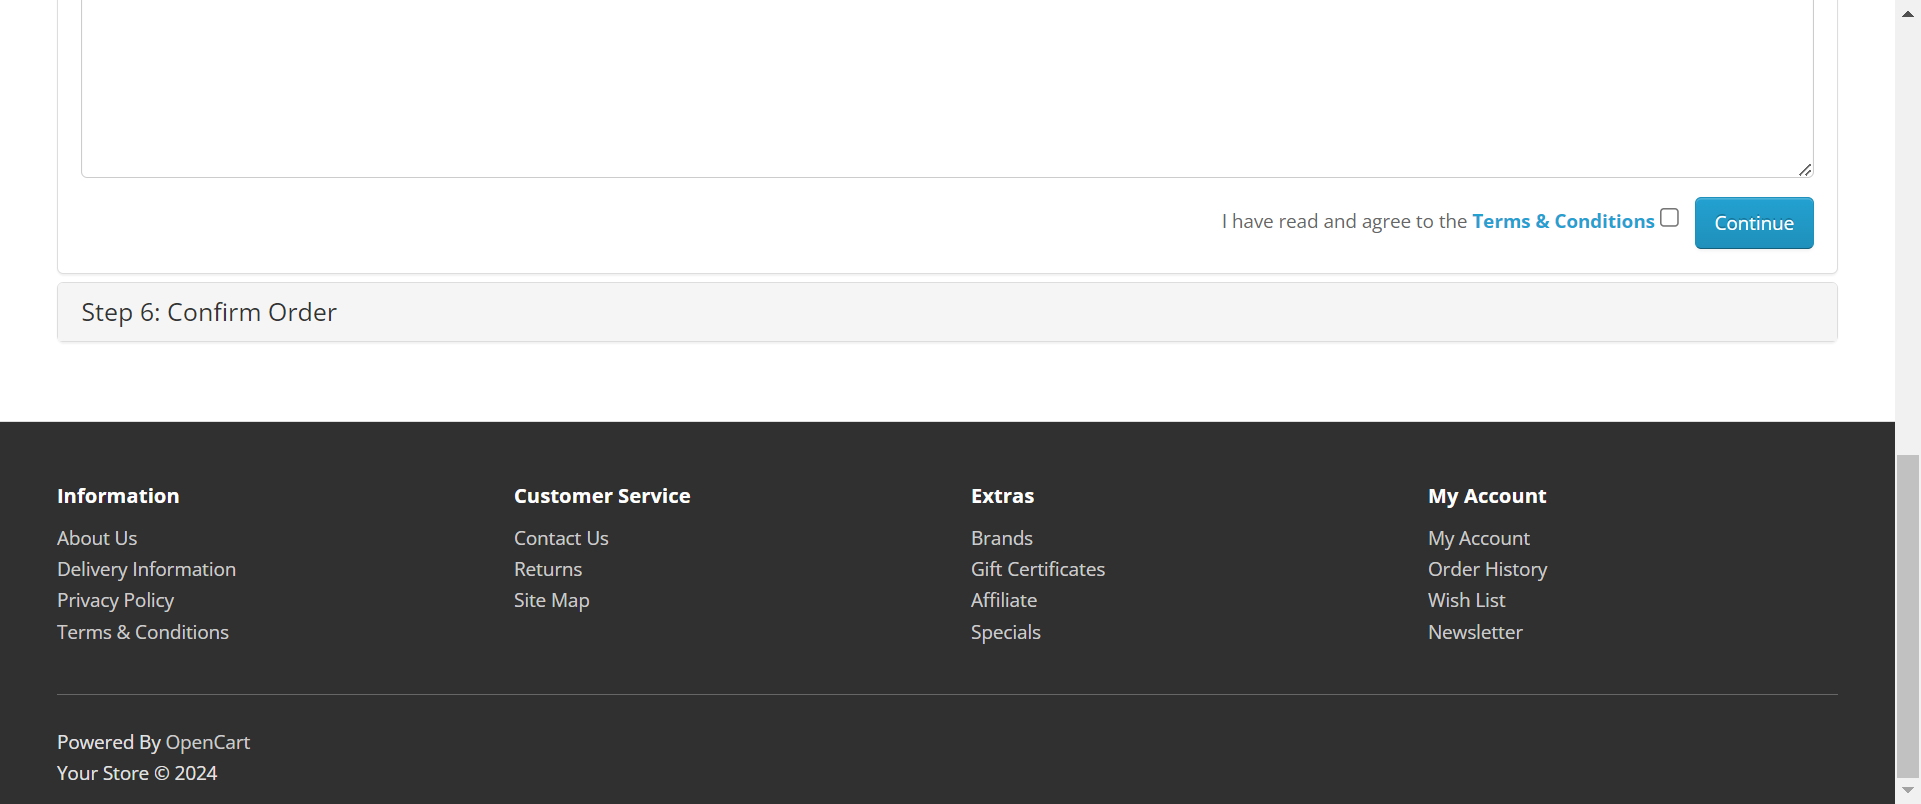 I have read and agree to the Terms & Conditions
Continue
Step 6: Confirm Order
Information
About Us
Delivery Information
Privacy Policy
Terms & Conditions
Customer Service
Contact Us
Returns
Site Map
Extras
Brands
Gift Certificates
Affiliate
Specials
My Account
My Account
Order History
Wish List
Newsletter
Powered By OpenCart
Your Store © 2024